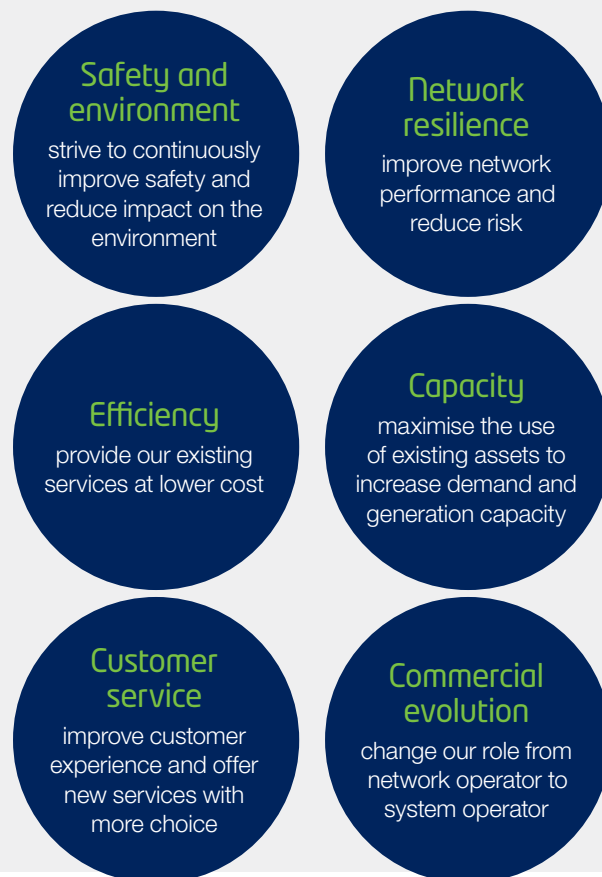 Safety and
environment
strive to continuously
improve safety and
reduce impact on the
environment
Network
resilience
improve network
performance and
reduce risk
Efficiency
provide our existing
services at lower cost
Capacity
maximise the use
of existing assets to
increase demand and
generation capacity
Customer
service
improve customer
experience and offer
new services with
more choice
Commercial
evolution
change our role from
network operator to
system operator